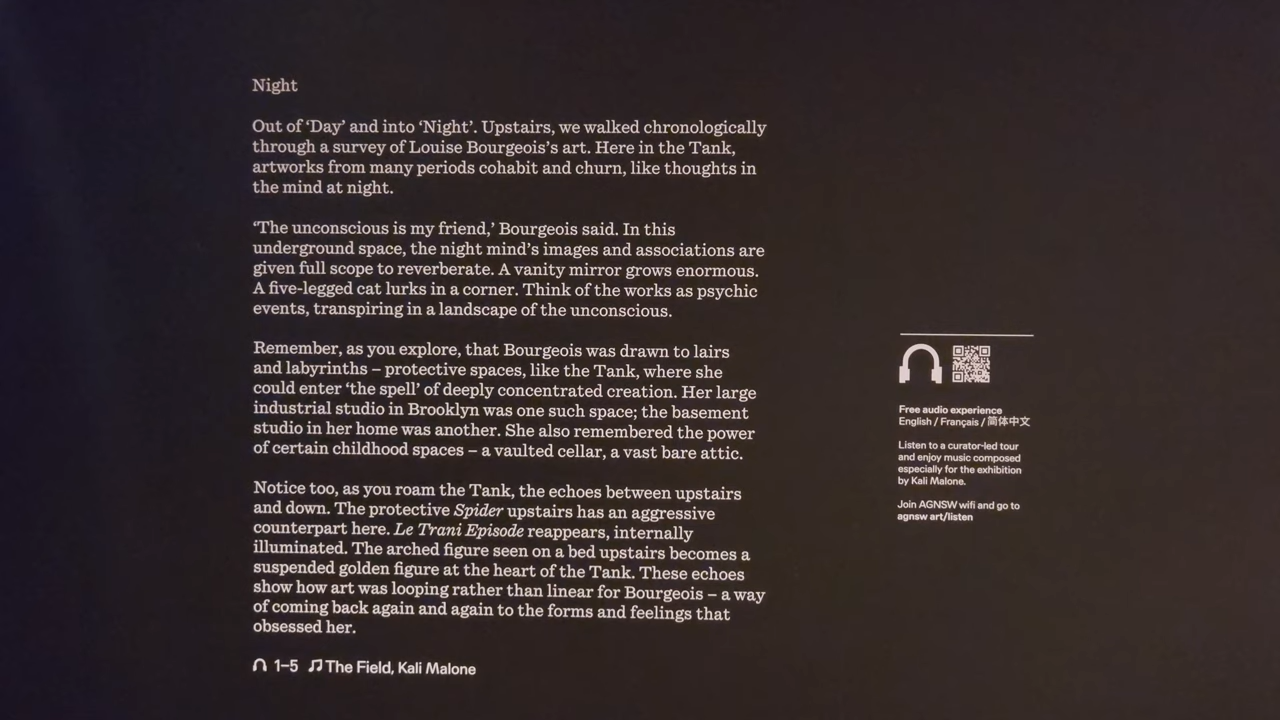 Night
Out of ‘Day’ and into ‘Night’. Upstairs, we walked chronologically
through a survey of Louise Bourgeois’s art. Here in the Tank,
artworks from many periods cohabit and churn, like thoughts in
the mind at night.
‘The unconscious is my friend,’ Bourgeois said. In this
underground space, the night mind’s images and associations are
given full scope to reverberate. A vanity mirror grows enormous.
A five-legged cat lurks in a corner. Think of the works as psychic
events, transpiring in a landscape of the unconscious.
Remember, as you explore, that Bourgeois was drawn to lairs
and labyrinths – protective spaces, like the Tank, where she
could enter ‘the spell’ of deeply concentrated creation. Her large
industrial studio in Brooklyn was one such space; the basement
studio in her home was another. She also remembered the power
of certain childhood spaces – a vaulted cellar, a vast bare attic.
Notice too, as you roam the Tank, the echoes between upstairs
and down. The protective Spider upstairs has an aggressive
counterpart here. Le Trani Episode reappears, internally
illuminated. The arched figure seen on a bed upstairs becomes a
suspended golden figure at the heart of the Tank. These echoes
show how art was looping rather than linear for Bourgeois – a way
of coming back again and again to the forms and feelings that
obsessed her.
1–5 The Field, Kali Malone
Free audio experience
English / Français / 简体中文
Listen to a curator-led tour
and enjoy music composed
especially for the exhibition
by Kali Malone.
Join AGNSW wifi and go to
agnsw art/listen